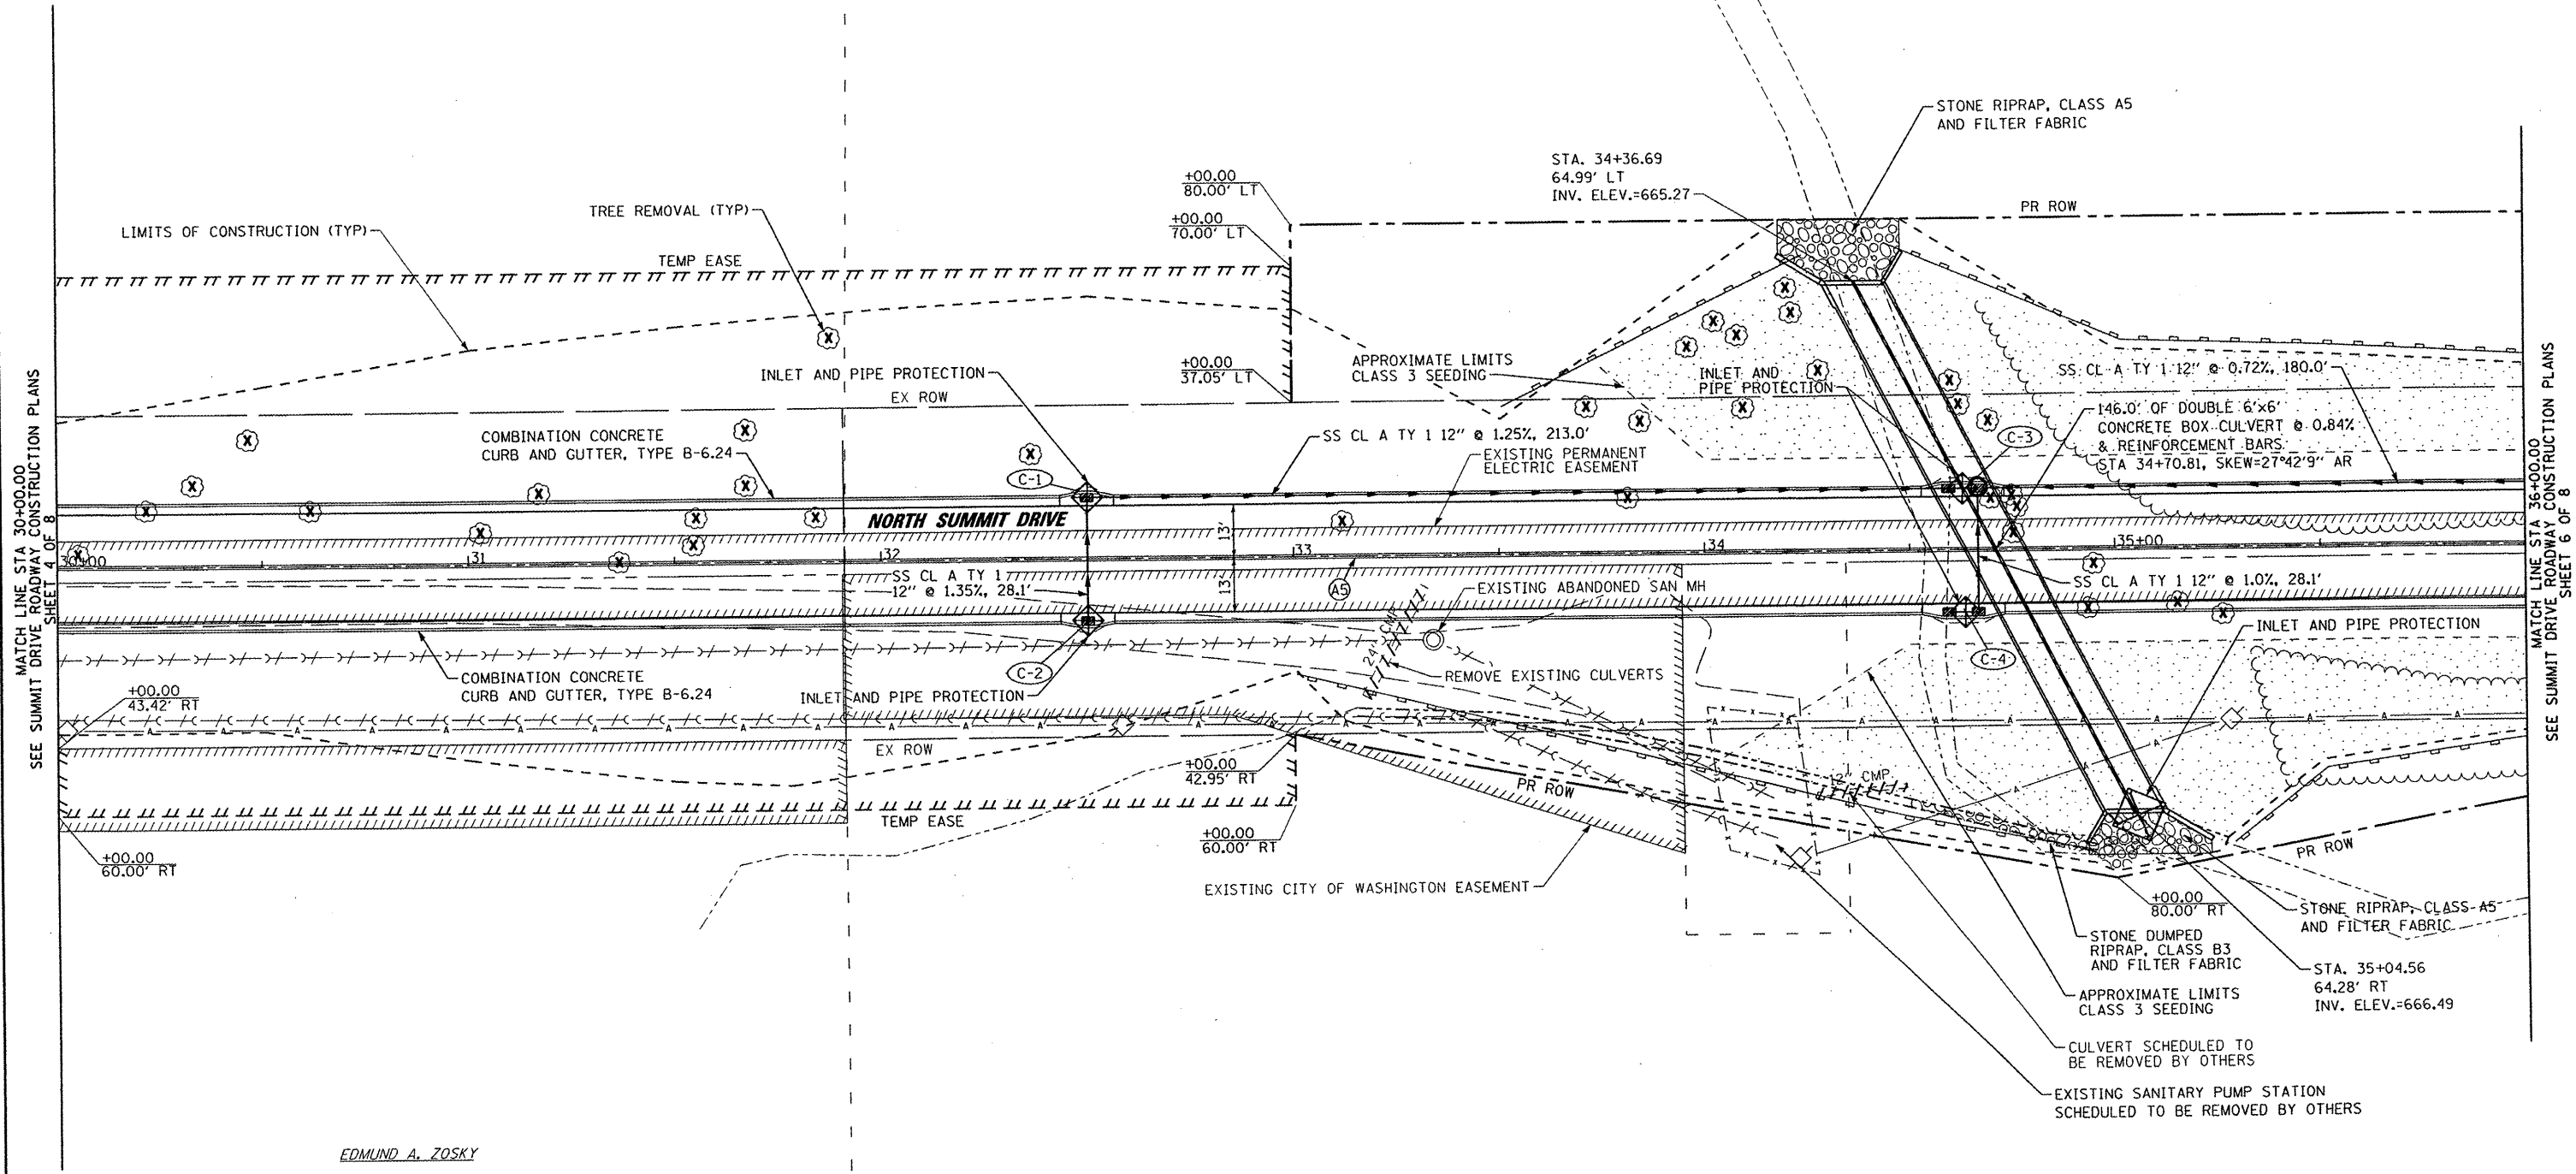 MATCH LINE STA 30+00.00
SEE SUMMIT DRIVE ROADWAY CONSTRUCTION PLANS
SHEET 4 OF 8
LIMITS OF CONSTRUCTION (TYP)
TREE REMOVAL (TYP)
TEMP EASE
+00.00
80.00' LT
+00.00
70.00' LT
+00.00
37.05' LT
STA. 34+36.69
64.99' LT
INV. ELEV.=665.27
STONE RIPRAP, CLASS A5
AND FILTER FABRIC
PR ROW
INLET AND PIPE PROTECTION
EX ROW
COMBINATION CONCRETE
CURB AND GUTTER, TYPE B-6.24
C-1
SS CL A TY 1 12" @ 1.25%, 213.0'
EXISTING PERMANENT
ELECTRIC EASEMENT
APPROXIMATE LIMITS
CLASS 3 SEEDING
INLET AND
PIPE PROTECTION
SS CL A TY 1 12" @ 0.72%, 180.0'
146.0' OF DOUBLE 6'x6'
CONCRETE BOX CULVERT @ 0.84%
& REINFORCEMENT BARS
STA 34+70.81, SKEW=27°42'9" AR
C-3
NORTH SUMMIT DRIVE
13'
13'
30+00
31
32
33
34
35+00
SS CL A TY 1
12" @ 1.35%, 28.1'
A5
EXISTING ABANDONED SAN MH
SS CL A TY 1 12" @ 1.0%, 28.1'
24" CMP
REMOVE EXISTING CULVERTS
C-4
INLET AND PIPE PROTECTION
COMBINATION CONCRETE
CURB AND GUTTER, TYPE B-6.24
C-2
INLET AND PIPE PROTECTION
+00.00
43.42' RT
EX ROW
+00.00
42.95' RT
PR ROW
12" CMP
TEMP EASE
+00.00
60.00' RT
+00.00
60.00' RT
EXISTING CITY OF WASHINGTON EASEMENT
PR ROW
+00.00
80.00' RT
STONE RIPRAP, CLASS A5
AND FILTER FABRIC
STONE DUMPED
RIPRAP, CLASS B3
AND FILTER FABRIC
STA. 35+04.56
64.28' RT
INV. ELEV.=666.49
APPROXIMATE LIMITS
CLASS 3 SEEDING
CULVERT SCHEDULED TO
BE REMOVED BY OTHERS
EXISTING SANITARY PUMP STATION
SCHEDULED TO BE REMOVED BY OTHERS
EDMUND A. ZOSKY
MATCH LINE STA 36+00.00
SEE SUMMIT DRIVE ROADWAY CONSTRUCTION PLANS
SHEET 6 OF 8